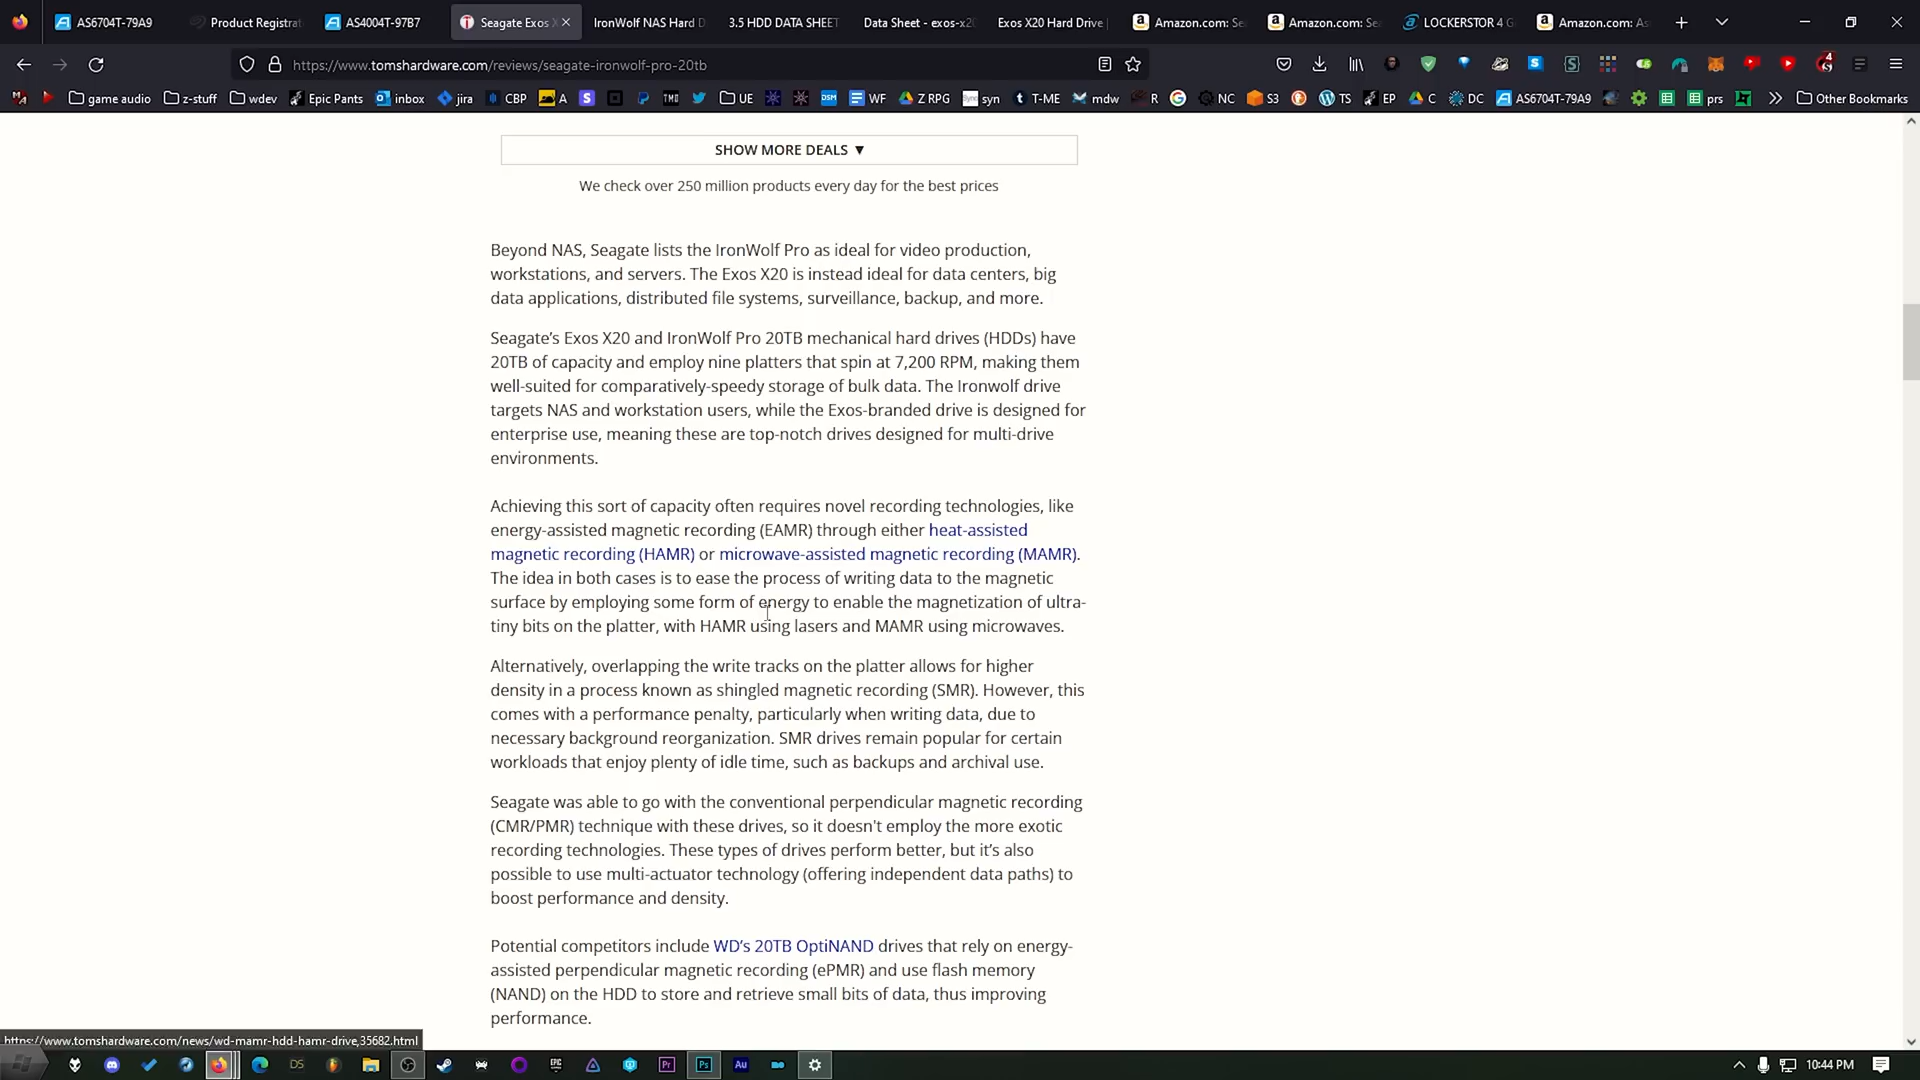 AS6704T-79A9
Product Registrat
AS4004T-97B7
Seagate Exos X
IronWolf NAS Hard D
3.5 HDD DATA SHEET
Data Sheet - exos-x20
Exos X20 Hard Drive |
Amazon.com: Se
Amazon.com: Se
LOCKERSTOR 4 G
Amazon.com: As
https://www.tomshardware.com/reviews/seagate-ironwolf-pro-20tb
game audio
z-stuff
wdev
Epic Pants
inbox
jira
CBP
A
UE
DSM
WF
Z RPG
syn
T-ME
mdw
R
NC
S3
TS
EP
C
DC
AS6704T-79A9
prs
Other Bookmarks
SHOW MORE DEALS ▼
We check over 250 million products every day for the best prices
Beyond NAS, Seagate lists the IronWolf Pro as ideal for video production,
workstations, and servers. The Exos X20 is instead ideal for data centers, big
data applications, distributed file systems, surveillance, backup, and more.
Seagate’s Exos X20 and IronWolf Pro 20TB mechanical hard drives (HDDs) have
20TB of capacity and employ nine platters that spin at 7,200 RPM, making them
well-suited for comparatively-speedy storage of bulk data. The Ironwolf drive
targets NAS and workstation users, while the Exos-branded drive is designed for
enterprise use, meaning these are top-notch drives designed for multi-drive
environments.
Achieving this sort of capacity often requires novel recording technologies, like
energy-assisted magnetic recording (EAMR) through either heat-assisted
magnetic recording (HAMR) or microwave-assisted magnetic recording (MAMR).
The idea in both cases is to ease the process of writing data to the magnetic
surface by employing some form of energy to enable the magnetization of ultra-
tiny bits on the platter, with HAMR using lasers and MAMR using microwaves.
Alternatively, overlapping the write tracks on the platter allows for higher
density in a process known as shingled magnetic recording (SMR). However, this
comes with a performance penalty, particularly when writing data, due to
necessary background reorganization. SMR drives remain popular for certain
workloads that enjoy plenty of idle time, such as backups and archival use.
Seagate was able to go with the conventional perpendicular magnetic recording
(CMR/PMR) technique with these drives, so it doesn't employ the more exotic
recording technologies. These types of drives perform better, but it’s also
possible to use multi-actuator technology (offering independent data paths) to
boost performance and density.
Potential competitors include WD’s 20TB OptiNAND drives that rely on energy-
assisted perpendicular magnetic recording (ePMR) and use flash memory
(NAND) on the HDD to store and retrieve small bits of data, thus improving
performance.
https://www.tomshardware.com/news/wd-mamr-hdd-hamr-drive,35682.html
DS
EPIC
Pr
Ps
Au
10:44 PM